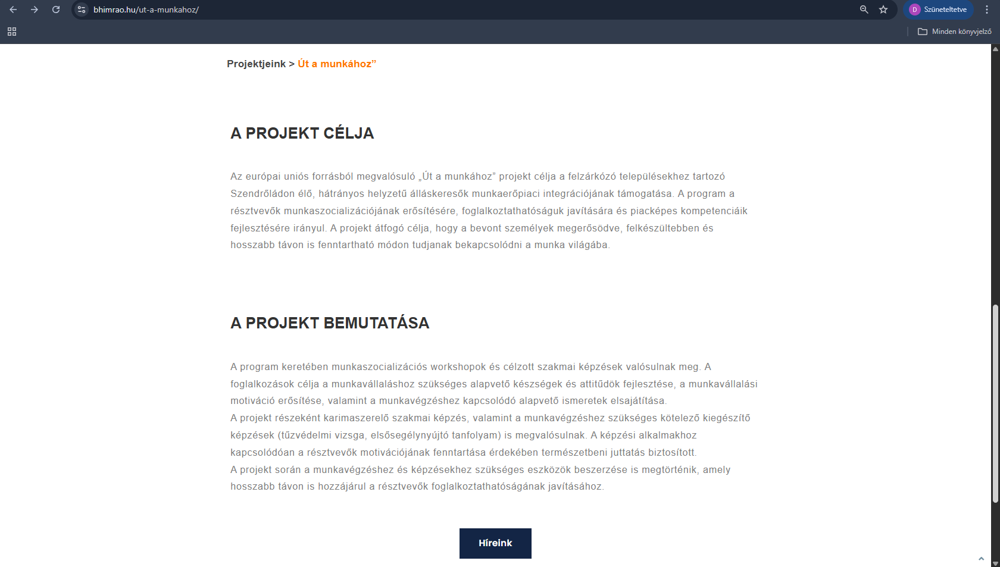 bhimrao.hu/ut-a-munkahoz/
D Szüneteltetve
Minden könyvjelző
Projektjeink > Út a munkához”
A PROJEKT CÉLJA
Az európai uniós forrásból megvalósuló „Út a munkához” projekt célja a felzárkózó településekhez tartozó
Szendrőládon élő, hátrányos helyzetű álláskeresők munkaerőpiaci integrációjának támogatása. A program a
résztvevők munkaszocializációjának erősítésére, foglalkoztathatóságuk javítására és piacképes kompetenciáik
fejlesztésére irányul. A projekt átfogó célja, hogy a bevont személyek megerősödve, felkészültebben és
hosszabb távon is fenntartható módon tudjanak bekapcsolódni a munka világába.
A PROJEKT BEMUTATÁSA
A program keretében munkaszocializációs workshopok és célzott szakmai képzések valósulnak meg. A
foglalkozások célja a munkavállaláshoz szükséges alapvető készségek és attitűdök fejlesztése, a munkavállalási
motiváció erősítése, valamint a munkavégzéshez kapcsolódó alapvető ismeretek elsajátítása.
A projekt részeként karimaszerelő szakmai képzés, valamint a munkavégzéshez szükséges kötelező kiegészítő
képzések (tűzvédelmi vizsga, elsősegélynyújtó tanfolyam) is megvalósulnak. A képzési alkalmakhoz
kapcsolódóan a résztvevők motivációjának fenntartása érdekében természetbeni juttatás biztosított.
A projekt során a munkavégzéshez és képzésekhez szükséges eszközök beszerzése is megtörténik, amely
hosszabb távon is hozzájárul a résztvevők foglalkoztathatóságának javításához.
Híreink